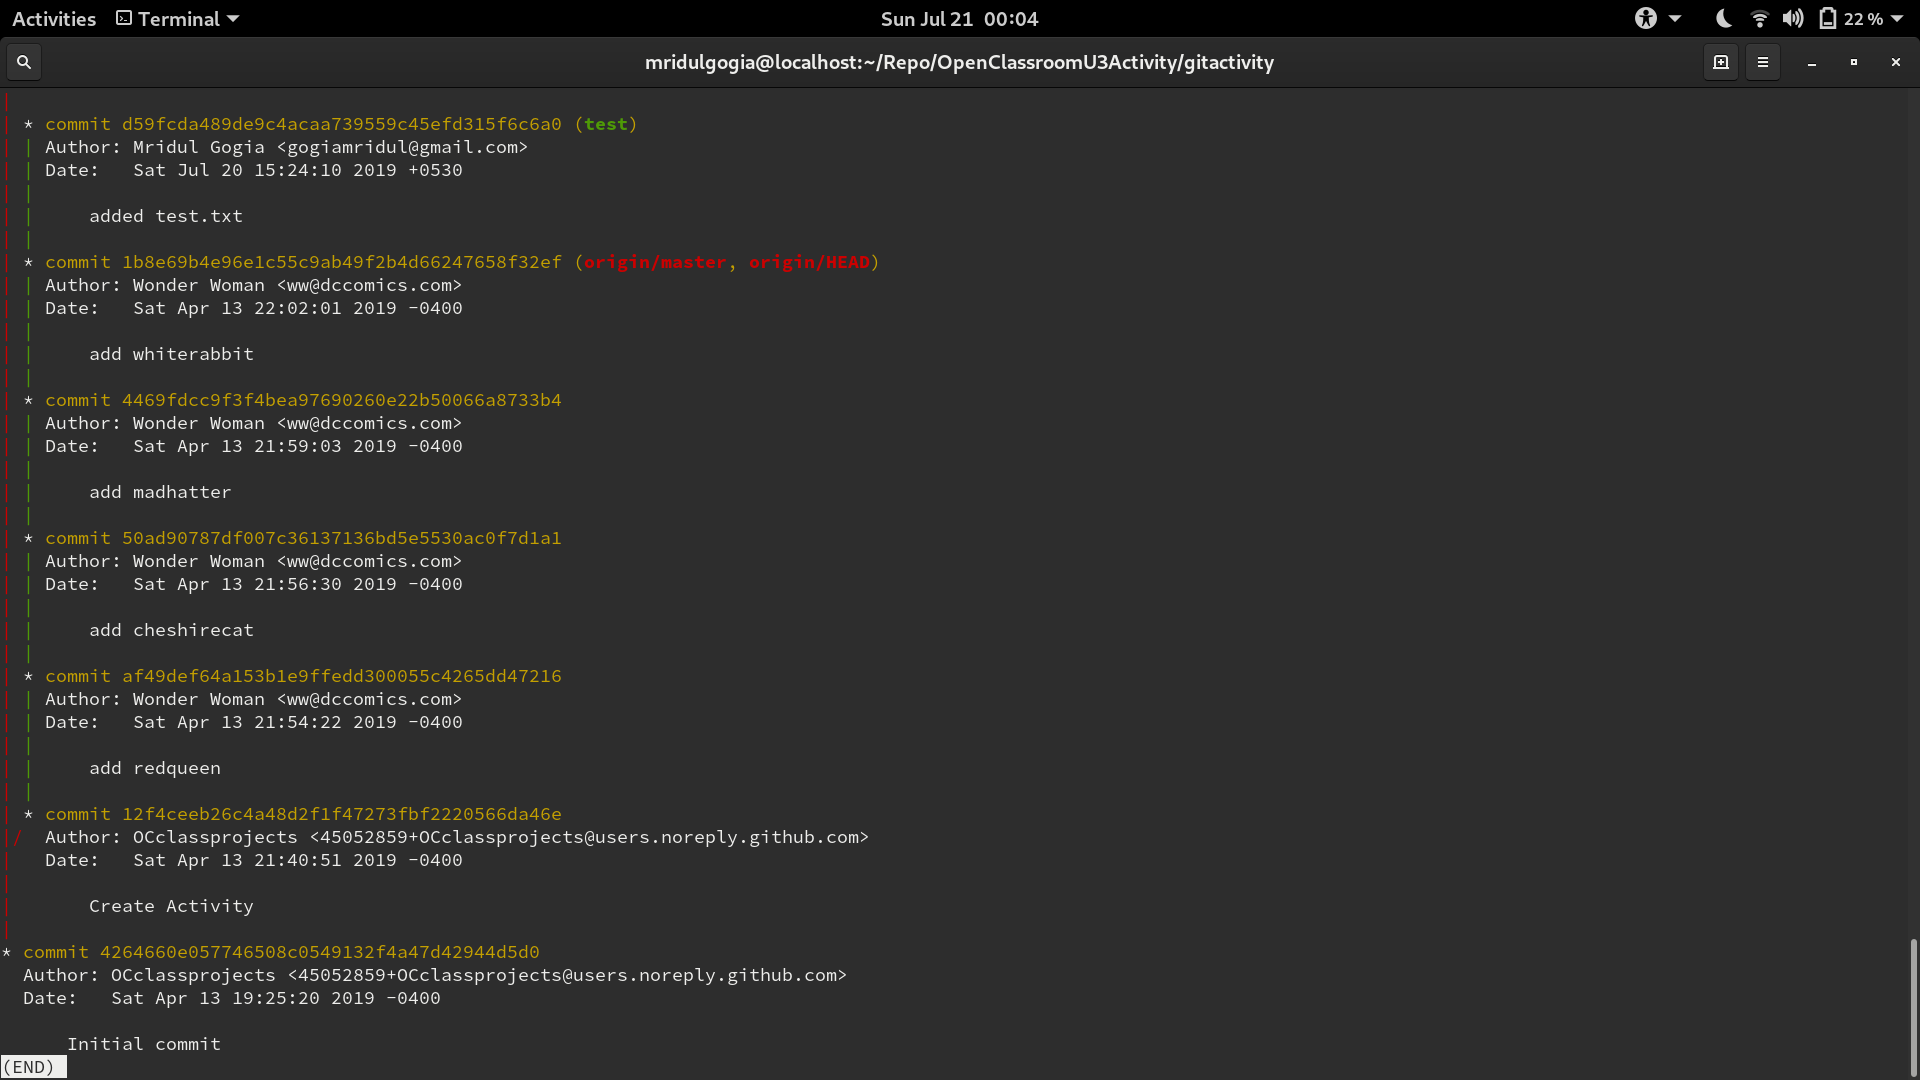 Activities Terminal Sun Jul 21 00:04 22 %
mridulgogia@localhost:~/Repo/OpenClassroomU3Activity/gitactivity
|
| * commit d59fcda489de9c4acaa739559c45efd315f6c6a0 (test)
| | Author: Mridul Gogia <gogiamridul@gmail.com>
| | Date:   Sat Jul 20 15:24:10 2019 +0530
| |
| |     added test.txt
| |
| * commit 1b8e69b4e96e1c55c9ab49f2b4d66247658f32ef (origin/master, origin/HEAD)
| | Author: Wonder Woman <ww@dccomics.com>
| | Date:   Sat Apr 13 22:02:01 2019 -0400
| |
| |     add whiterabbit
| |
| * commit 4469fdcc9f3f4bea97690260e22b50066a8733b4
| | Author: Wonder Woman <ww@dccomics.com>
| | Date:   Sat Apr 13 21:59:03 2019 -0400
| |
| |     add madhatter
| |
| * commit 50ad90787df007c36137136bd5e5530ac0f7d1a1
| | Author: Wonder Woman <ww@dccomics.com>
| | Date:   Sat Apr 13 21:56:30 2019 -0400
| |
| |     add cheshirecat
| |
| * commit af49def64a153b1e9ffedd300055c4265dd47216
| | Author: Wonder Woman <ww@dccomics.com>
| | Date:   Sat Apr 13 21:54:22 2019 -0400
| |
| |     add redqueen
| |
| * commit 12f4ceeb26c4a48d2f1f47273fbf2220566da46e
|/  Author: OCclassprojects <45052859+OCclassprojects@users.noreply.github.com>
|   Date:   Sat Apr 13 21:40:51 2019 -0400
|
|       Create Activity
|
* commit 4264660e057746508c0549132f4a47d42944d5d0
  Author: OCclassprojects <45052859+OCclassprojects@users.noreply.github.com>
  Date:   Sat Apr 13 19:25:20 2019 -0400

      Initial commit
(END)